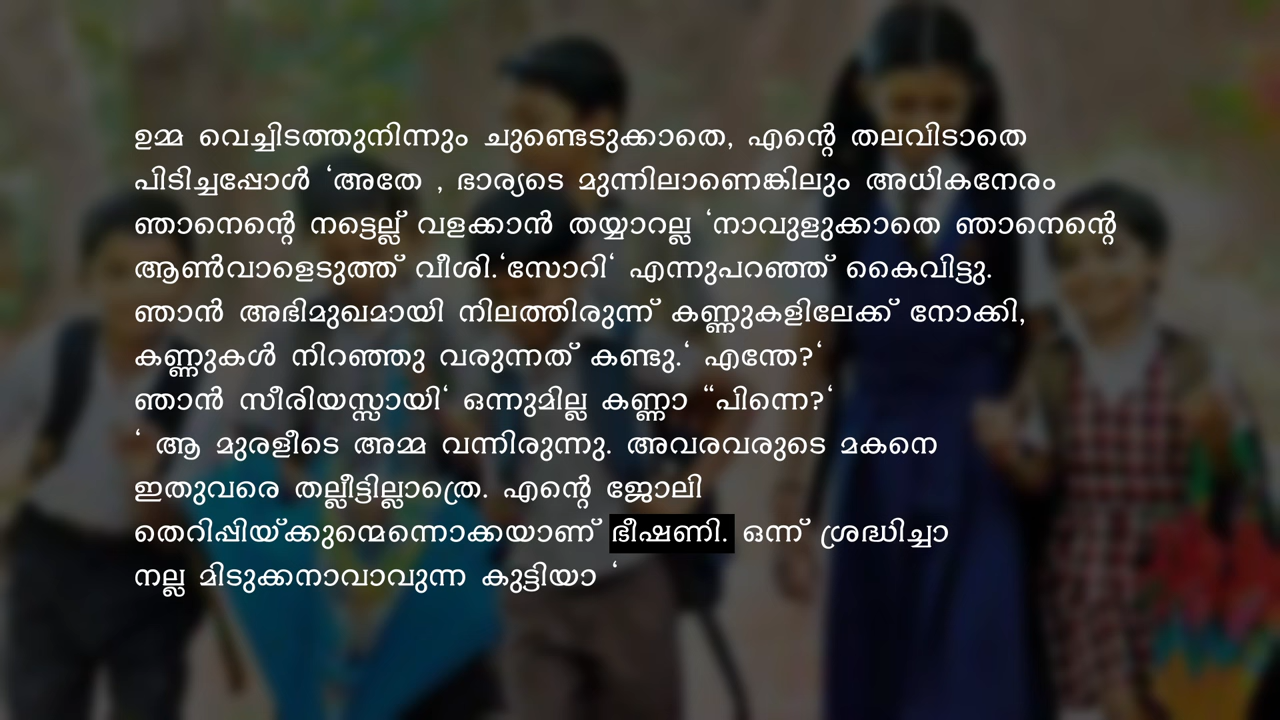 ഉമ്മ വെച്ചിടത്തുനിന്നും ചുണ്ടെടുക്കാതെ, എന്റെ തലവിടാതെ
പിടിച്ചപ്പോൾ ‘അതേ , ഭാര്യടെ മുന്നിലാണെങ്കിലും അധികനേരം
ഞാനെന്റെ നട്ടെല്ല് വളക്കാൻ തയ്യാറല്ല ‘നാവുളുക്കാതെ ഞാനെന്റെ
ആൺവാളെടുത്ത് വീശി.‘സോറി‘ എന്നുപറഞ്ഞ് കൈവിട്ടു.
ഞാൻ അഭിമുഖമായി നിലത്തിരുന്ന് കണ്ണുകളിലേക്ക് നോക്കി,
കണ്ണുകൾ നിറഞ്ഞു വരുന്നത് കണ്ടു.‘ എന്തേ?‘
ഞാൻ സീരിയസ്സായി‘ ഒന്നുമില്ല കണ്ണാ “പിന്നെ?‘
‘ ആ മുരളീടെ അമ്മ വന്നിരുന്നു. അവരവരുടെ മകനെ
ഇതുവരെ തല്ലീട്ടില്ലാത്രെ. എന്റെ ജോലി
തെറിപ്പിയ്ക്കുന്മെന്നൊക്കയാണ് ഭീഷണി. ഒന്ന് ശ്രദ്ധിച്ചാ
നല്ല മിടുക്കനാവാവുന്ന കുട്ടിയാ ‘